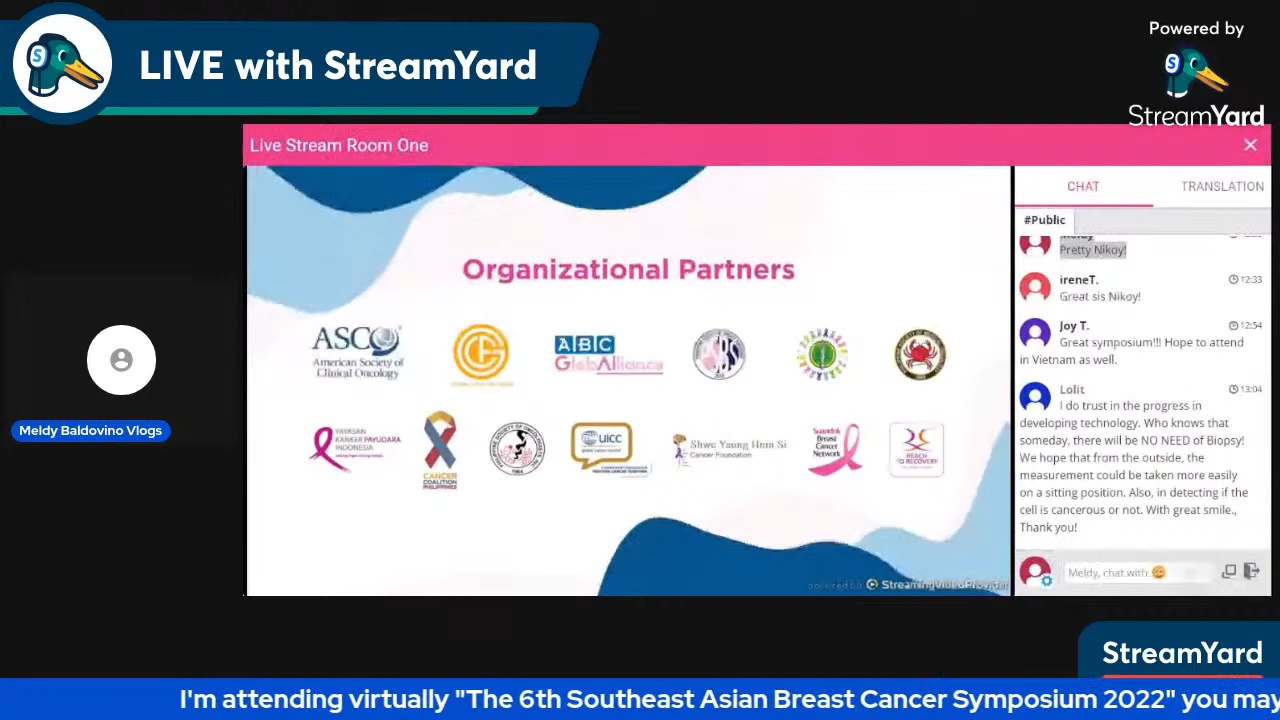 LIVE with StreamYard
Powered by
StreamYard
Live Stream Room One
Organizational Partners
ASCO
American Society of
Clinical Oncology
ABC
GlobAlliance
YAYASAN
KANKER PAYUDARA
INDONESIA
CANCER
COALITION
PHILIPPINES
uicc
Shwe Yaung Hnin Si
Cancer Foundation
Suandok
Breast
Cancer
Network
REACH
TO RECOVERY
powered by StreamingVideoProvider
CHAT
TRANSLATION
#Public
Meldy
Pretty Nikoy!
ireneT. 12:33
Great sis Nikoy!
Joy T. 12:54
Great symposium!!! Hope to attend
in Vietnam as well.
Lolit 13:04
I do trust in the progress in
developing technology. Who knows that
someday, there will be NO NEED of Biopsy!
We hope that from the outside, the
measurement could be taken more easily
on a sitting position. Also, in detecting if the
cell is cancerous or not. With great smile.,
Thank you!
Meldy, chat with
Meldy Baldovino Vlogs
StreamYard
I'm attending virtually "The 6th Southeast Asian Breast Cancer Symposium 2022" you may